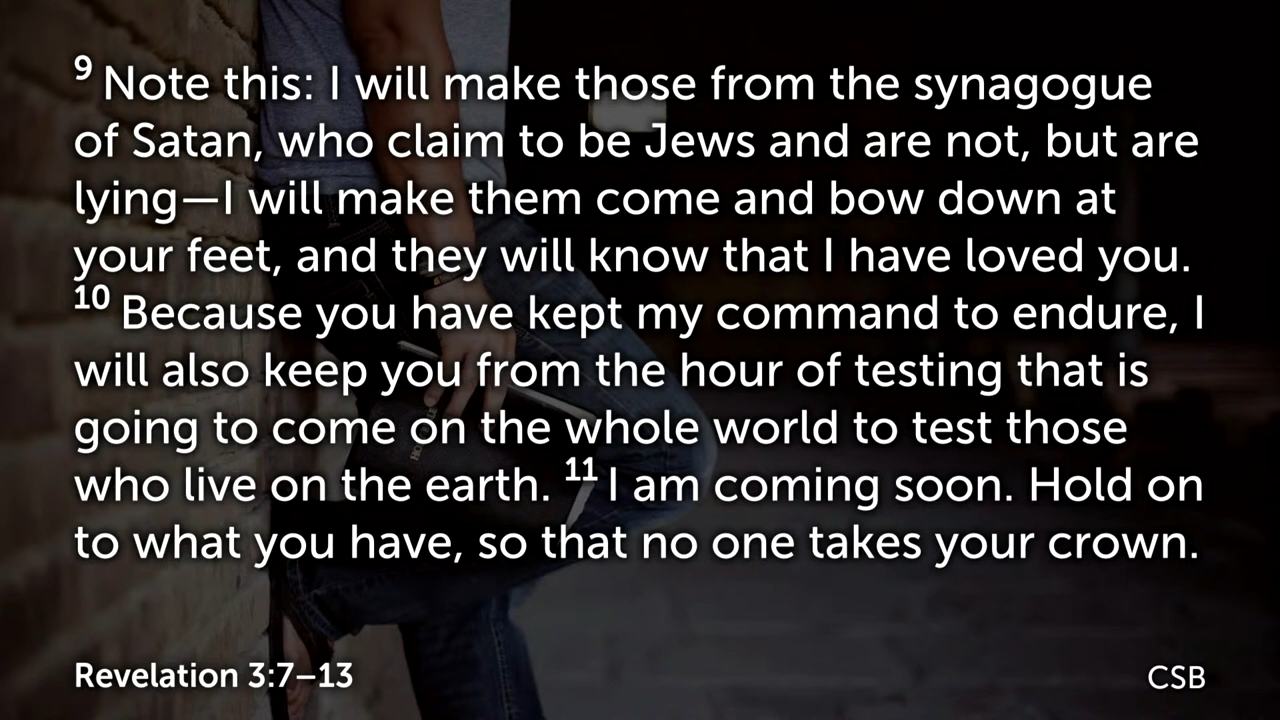 9 Note this: I will make those from the synagogue
of Satan, who claim to be Jews and are not, but are
lying—I will make them come and bow down at
your feet, and they will know that I have loved you.
10 Because you have kept my command to endure, I
will also keep you from the hour of testing that is
going to come on the whole world to test those
who live on the earth. 11 I am coming soon. Hold on
to what you have, so that no one takes your crown.
Revelation 3:7–13
CSB